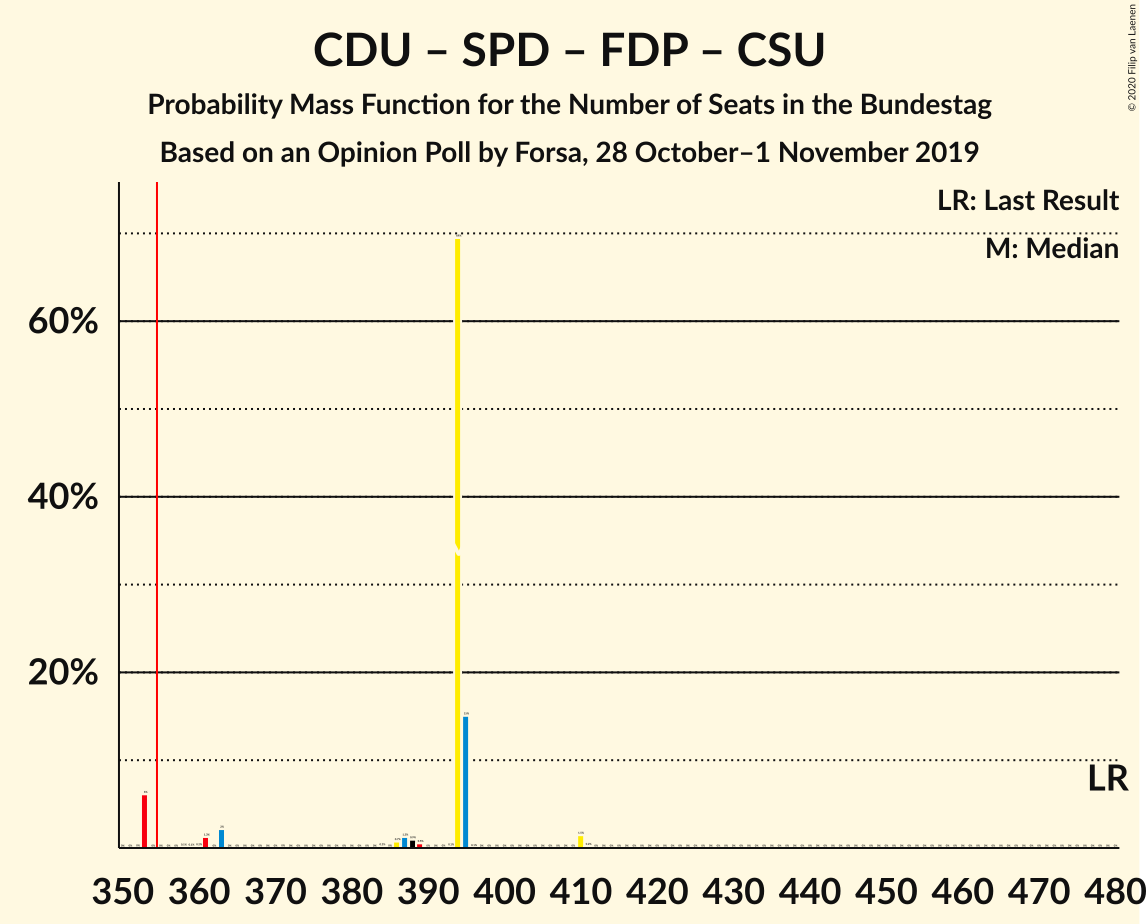 CDU – SPD – FDP – CSU
Probability Mass Function for the Number of Seats in the Bundestag
Based on an Opinion Poll by Forsa, 28 October–1 November 2019
© 2020 Filip van Laenen
LR: Last Result
M: Median
60%
40%
20%
LR
350 360 370 380 390 400 410 420 430 440 450 460 470 480